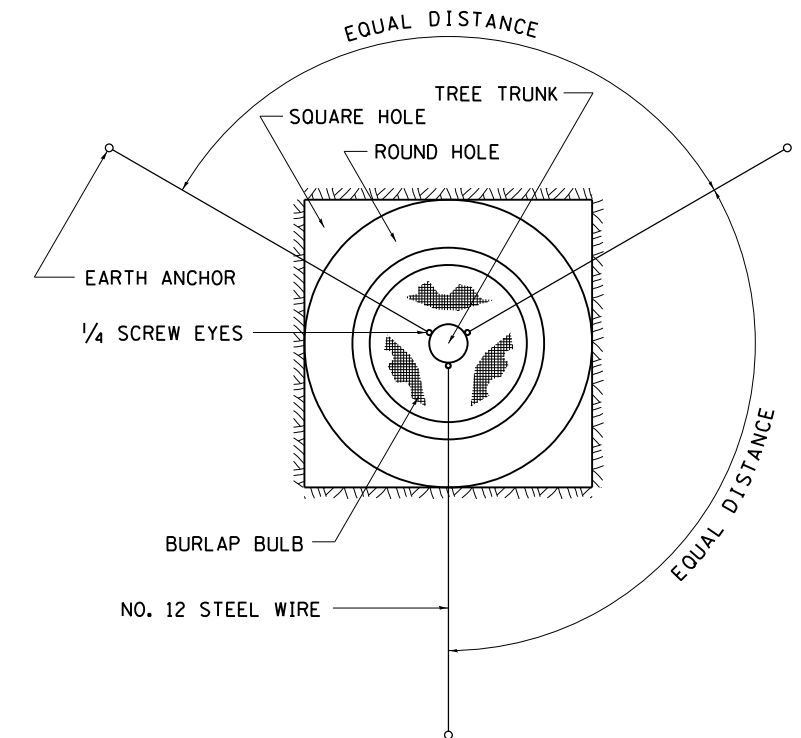 EQUAL DISTANCE
TREE TRUNK
SQUARE HOLE
ROUND HOLE
EARTH ANCHOR
1/4 SCREW EYES
EQUAL DISTANCE
BURLAP BULB
NO. 12 STEEL WIRE